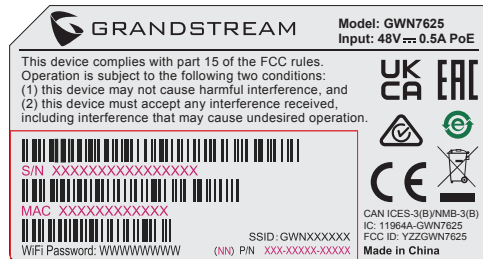 GRANDSTREAM
Model: GWN7625
Input: 48V⎓0.5A PoE
This device complies with part 15 of the FCC rules.
Operation is subject to the following two conditions:
(1) this device may not cause harmful interference, and
(2) this device must accept any interference received,
including interference that may cause undesired operation.
UK
CA
EAC
S/N XXXXXXXXXXXXXXXX
MAC XXXXXXXXXXXX
SSID: GWNXXXXXX
WiFi Password: WWWWWWWWW
(NN) P/N XXX-XXXXX-XXXXX
e
CE
CAN ICES-3(B)/NMB-3(B)
IC: 11964A-GWN7625
FCC ID: YZZGWN7625
Made in China